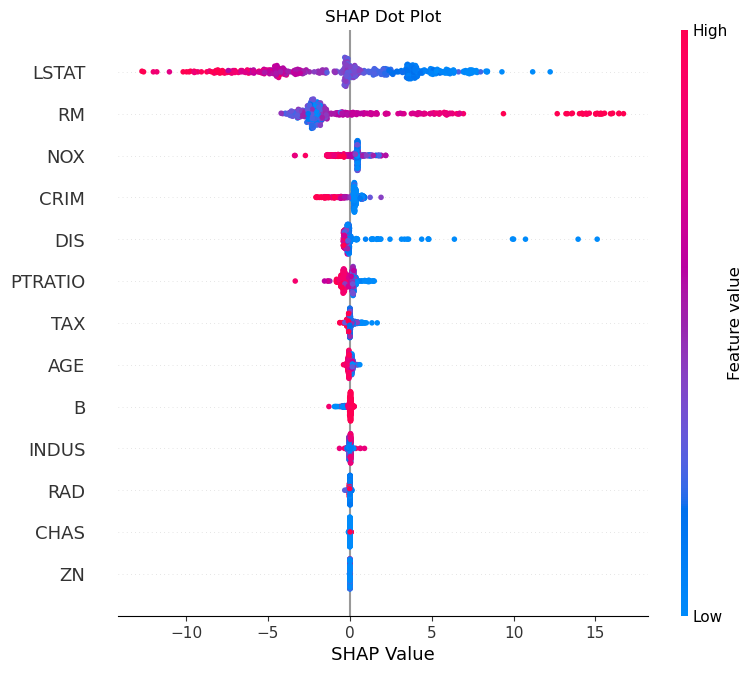 SHAP Dot Plot
High
LSTAT
RM
NOX
CRIM
DIS
PTRATIO
TAX
AGE
B
INDUS
RAD
CHAS
ZN
Feature value
Low
−10
−5
0
5
10
15
SHAP Value